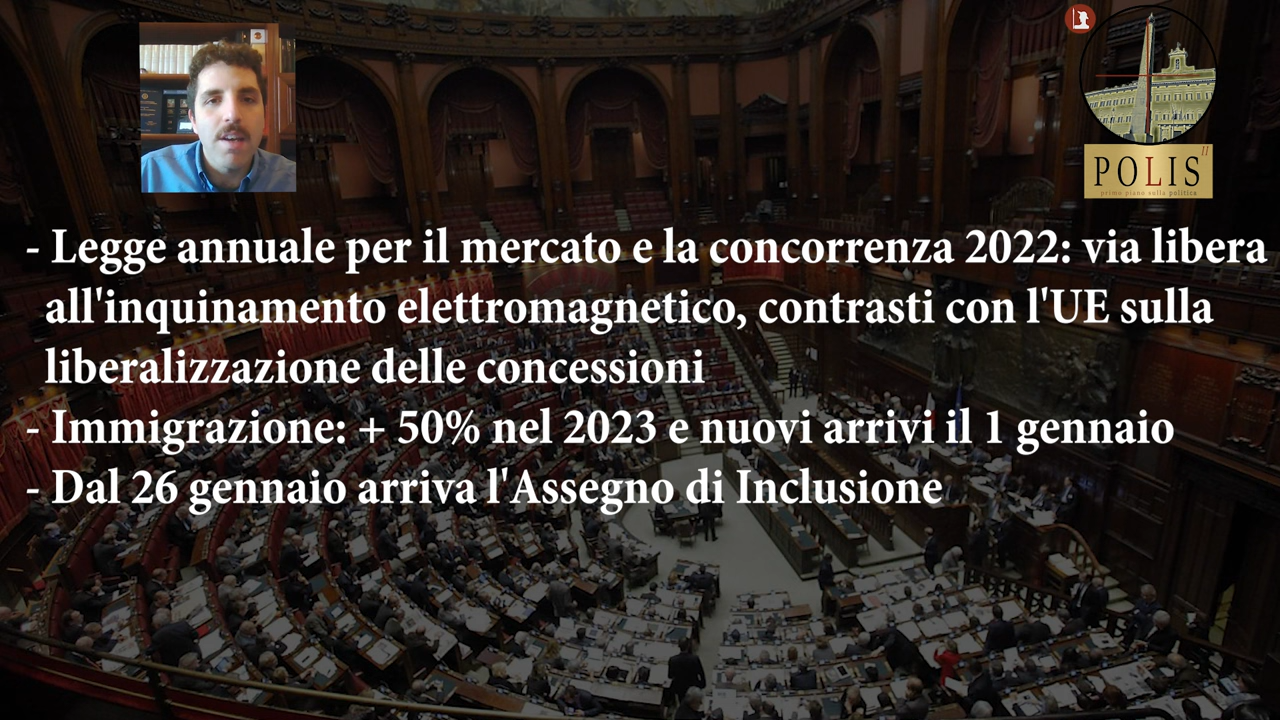 POLIS II
primo piano sulla politica
- Legge annuale per il mercato e la concorrenza 2022: via libera
all'inquinamento elettromagnetico, contrasti con l'UE sulla
liberalizzazione delle concessioni
- Immigrazione: + 50% nel 2023 e nuovi arrivi il 1 gennaio
- Dal 26 gennaio arriva l'Assegno di Inclusione